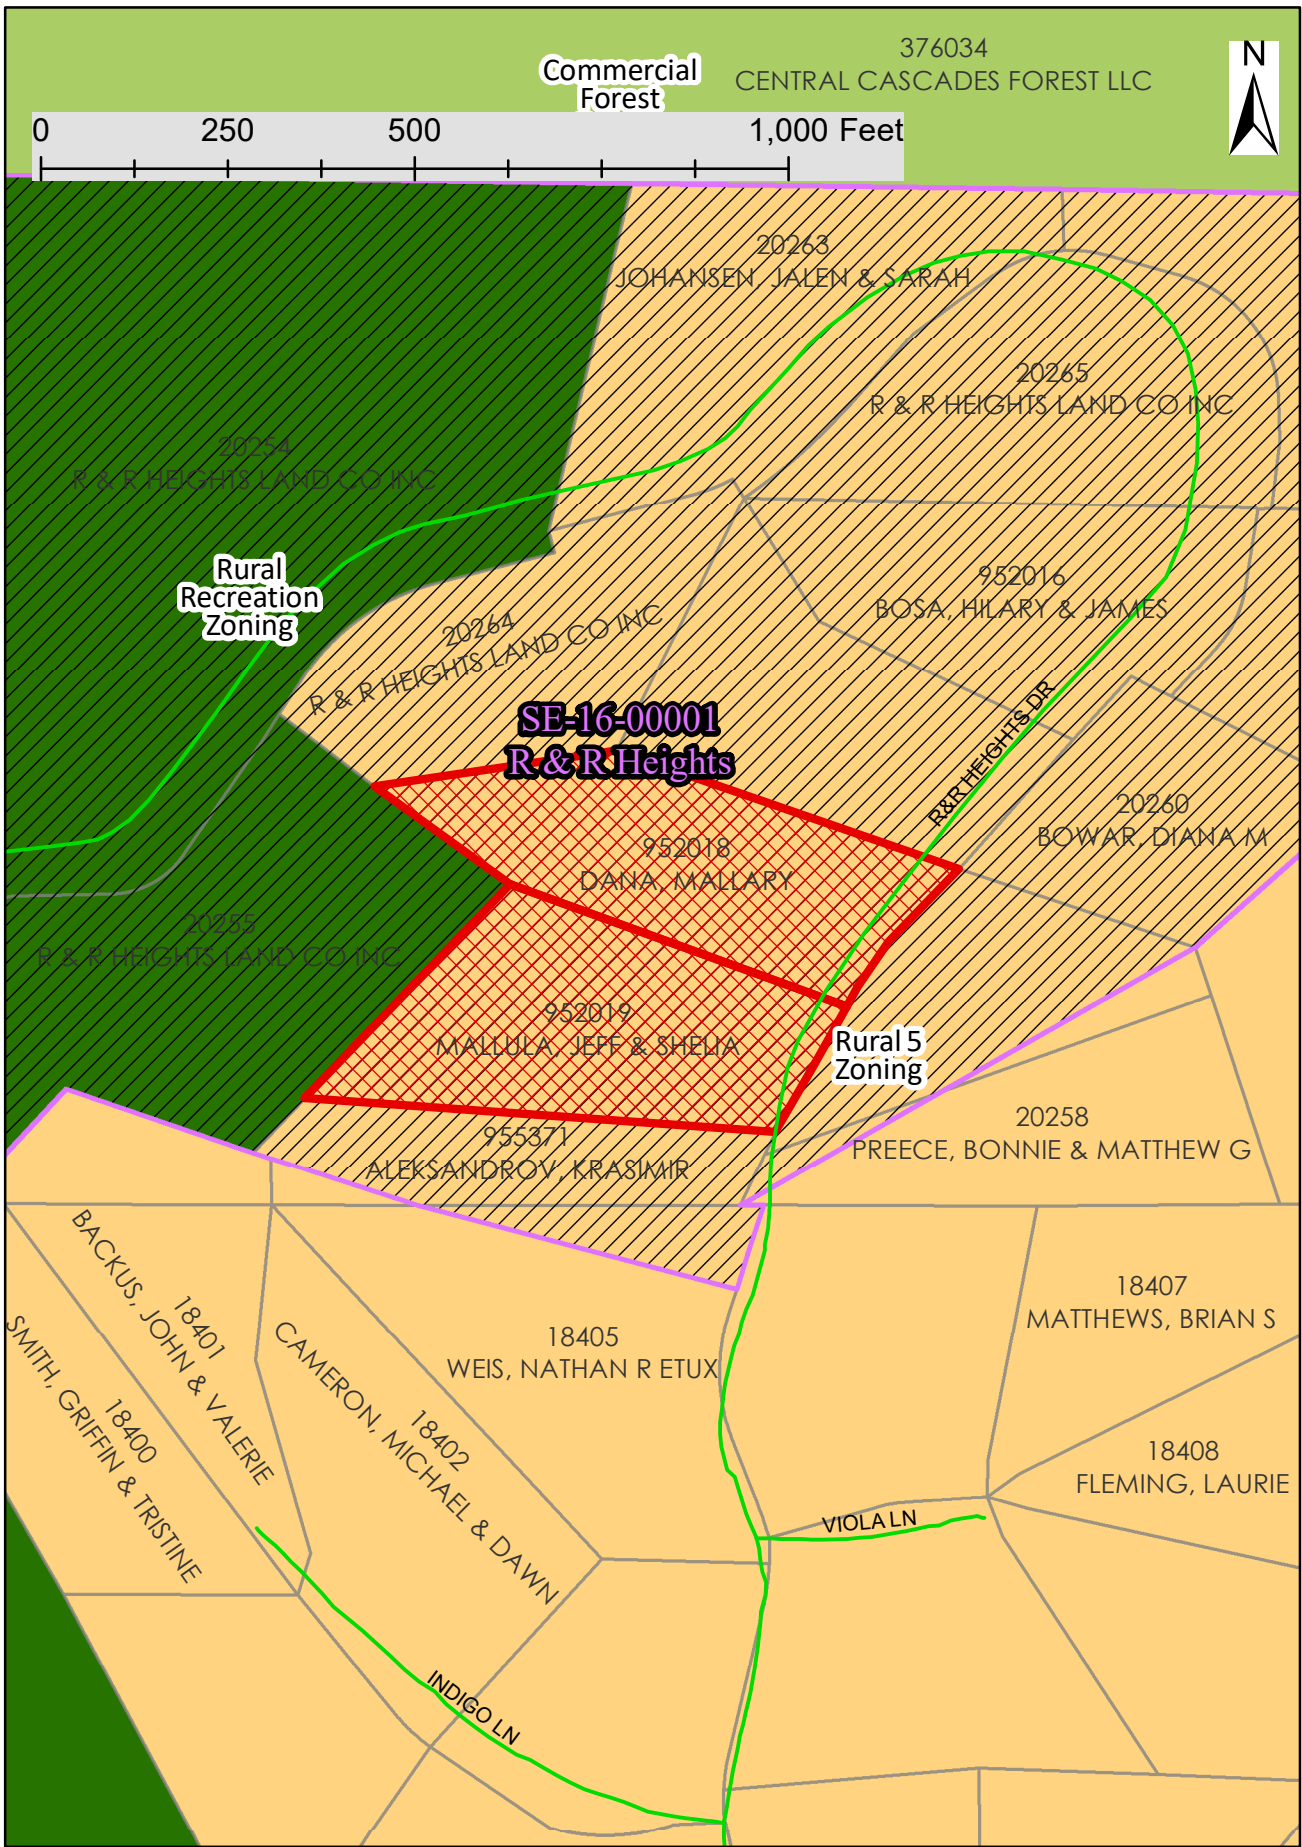 376034
CENTRAL CASCADES FOREST LLC
Commercial
Forest
N
0 250 500 1,000 Feet
20263
JOHANSEN, JALEN & SARAH
20265
R & R HEIGHTS LAND CO INC
20254
R & R HEIGHTS LAND CO INC
Rural
Recreation
Zoning
952016
BOSA, HILARY & JAMES
20264
R & R HEIGHTS LAND CO INC
SE-16-00001
R & R Heights
R&R HEIGHTS DR
20260
BOWAR, DIANA M
952018
DANA, MALLARY
20255
R & R HEIGHTS LAND CO INC
952019
MALLULA, JEFF & SHELIA
Rural 5
Zoning
955371
ALEKSANDROV, KRASIMIR
20258
PREECE, BONNIE & MATTHEW G
18401
BACKUS, JOHN & VALERIE
18400
SMITH, GRIFFIN & TRISTINE
18402
CAMERON, MICHAEL & DAWN
18405
WEIS, NATHAN R ETUX
18407
MATTHEWS, BRIAN S
18408
FLEMING, LAURIE
VIOLA LN
INDIGO LN